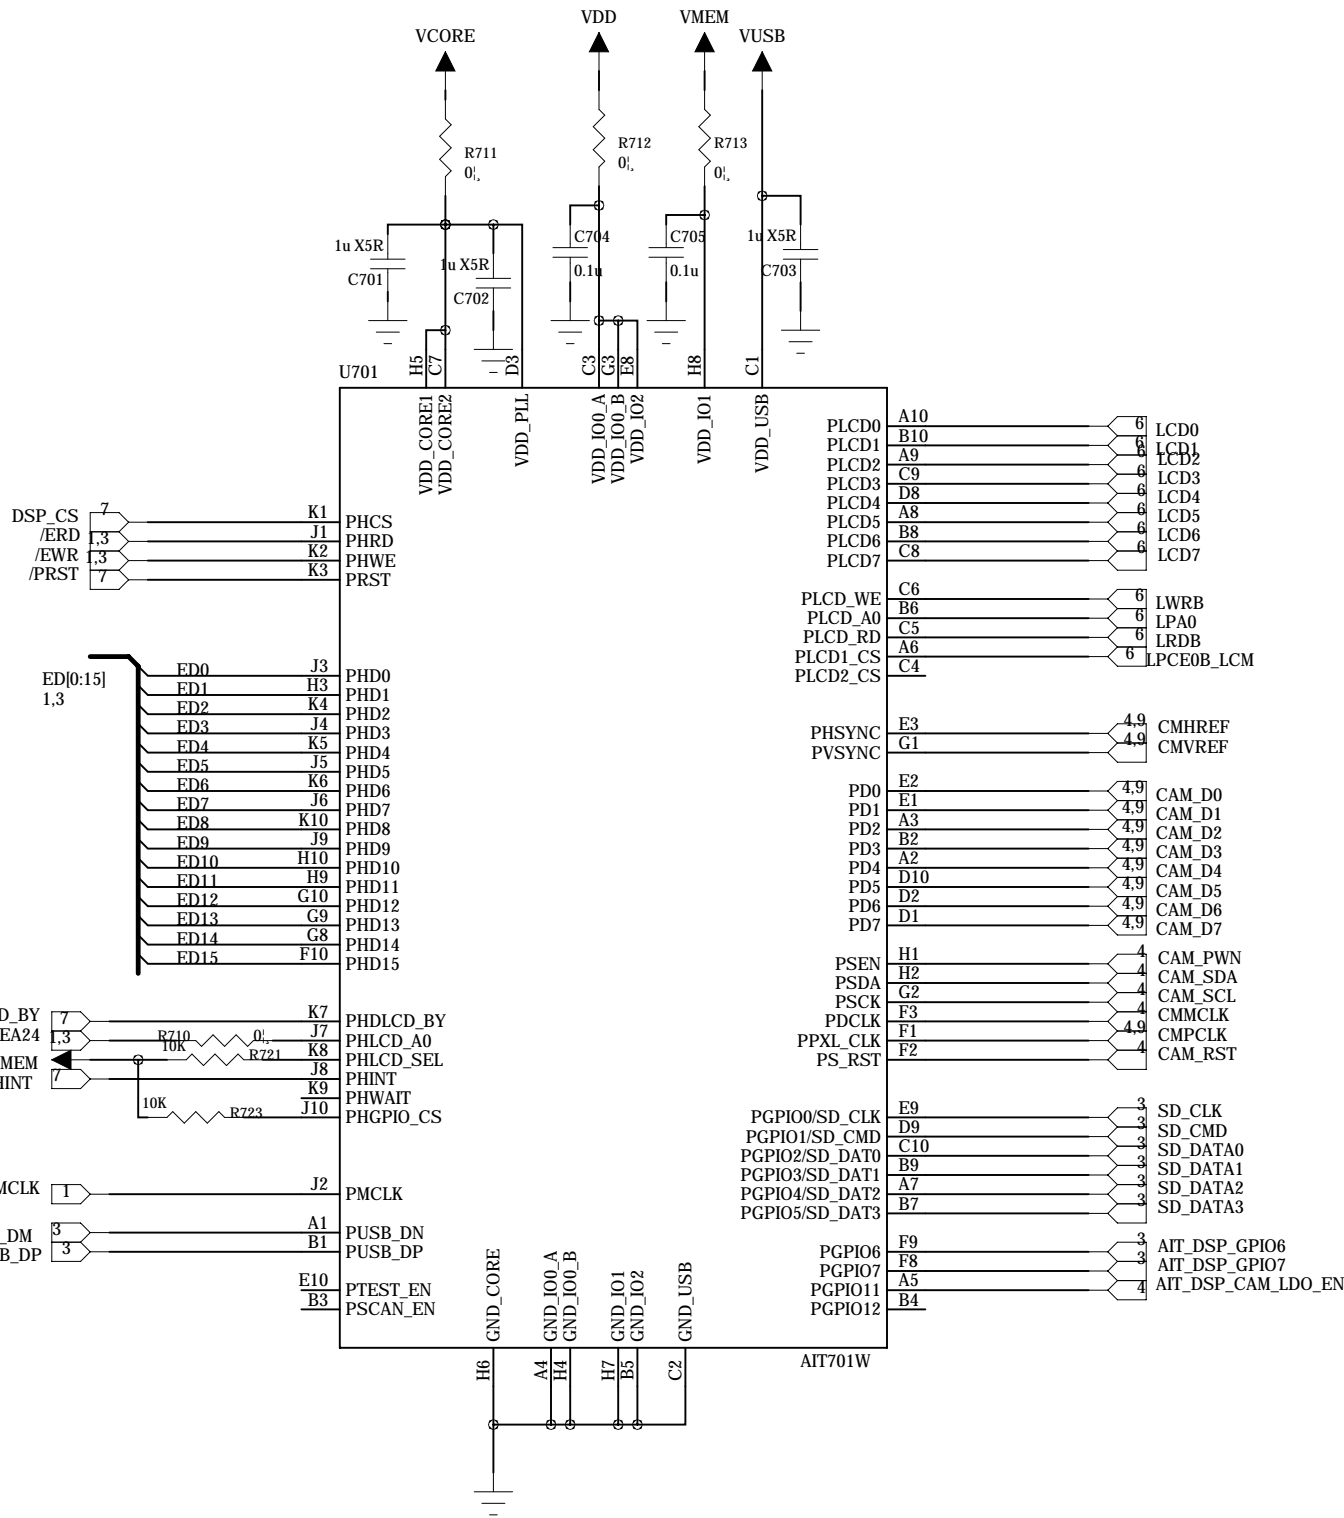 VDD
VMEM
VCORE
VUSB
R711
0¦¸
R712
0¦¸
R713
0¦¸
1u X5R
C701
1u X5R
C702
C704
0.1u
C705
0.1u
1u X5R
C703
U701
H5
C7
D3
C3
G3
E8
H8
C1
VDD_CORE1
VDD_CORE2
VDD_PLL
VDD_IO0_A
VDD_IO0_B
VDD_IO2
VDD_IO1
VDD_USB
DSP_CS 7 K1 PHCS
/ERD 1,3 J1 PHRD
/EWR 1,3 K2 PHWE
/PRST 7 K3 PRST
ED[0:15]
1,3
ED0 J3 PHD0
ED1 H3 PHD1
ED2 K4 PHD2
ED3 J4 PHD3
ED4 K5 PHD4
ED5 J5 PHD5
ED6 K6 PHD6
ED7 J6 PHD7
ED8 K10 PHD8
ED9 J9 PHD9
ED10 H10 PHD10
ED11 H9 PHD11
ED12 G10 PHD12
ED13 G9 PHD13
ED14 G8 PHD14
ED15 F10 PHD15
D_BY 7 K7 PHDLCD_BY
EA24 1,3 R710 0¦¸ J7 PHLCD_A0
MEM 10K R721 K8 PHLCD_SEL
HINT 7 J8 PHINT
K9 PHWAIT
10K R723 J10 PHGPIO_CS
MCLK 1 J2 PMCLK
_DM 3 A1 PUSB_DN
B_DP 3 B1 PUSB_DP
E10 PTEST_EN
B3 PSCAN_EN
PLCD0 A10 6 LCD0
PLCD1 B10 6 LCD1
PLCD2 A9 6 LCD2
PLCD3 C9 6 LCD3
PLCD4 D8 6 LCD4
PLCD5 A8 6 LCD5
PLCD6 B8 6 LCD6
PLCD7 C8 6 LCD7
PLCD_WE C6 6 LWRB
PLCD_A0 B6 6 LPA0
PLCD_RD C5 6 LRDB
PLCD1_CS A6 6 LPCE0B_LCM
PLCD2_CS C4
PHSYNC E3 4,9 CMHREF
PVSYNC G1 4,9 CMVREF
PD0 E2 4,9 CAM_D0
PD1 E1 4,9 CAM_D1
PD2 A3 4,9 CAM_D2
PD3 B2 4,9 CAM_D3
PD4 A2 4,9 CAM_D4
PD5 D10 4,9 CAM_D5
PD6 D2 4,9 CAM_D6
PD7 D1 4,9 CAM_D7
PSEN H1 4 CAM_PWN
PSDA H2 4 CAM_SDA
PSCK G2 4 CAM_SCL
PDCLK F3 4 CMMCLK
PPXL_CLK F1 4,9 CMPCLK
PS_RST F2 4 CAM_RST
PGPIO0/SD_CLK E9 3 SD_CLK
PGPIO1/SD_CMD D9 3 SD_CMD
PGPIO2/SD_DAT0 C10 3 SD_DATA0
PGPIO3/SD_DAT1 B9 3 SD_DATA1
PGPIO4/SD_DAT2 A7 3 SD_DATA2
PGPIO5/SD_DAT3 B7 3 SD_DATA3
PGPIO6 F9 3 AIT_DSP_GPIO6
PGPIO7 F8 3 AIT_DSP_GPIO7
PGPIO11 A5 4 AIT_DSP_CAM_LDO_EN
PGPIO12 B4
GND_CORE
GND_IO0_A
GND_IO0_B
GND_IO1
GND_IO2
GND_USB
H6
A4
H4
H7
B5
C2
AIT701W